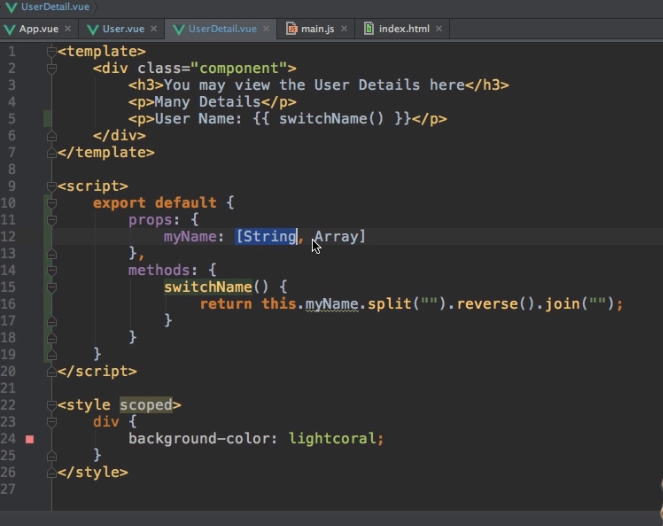 UserDetail.vue
App.vue × User.vue × UserDetail.vue × main.js × index.html ×
1 <template>
2 <div class="component">
3 <h3>You may view the User Details here</h3>
4 <p>Many Details</p>
5 <p>User Name: {{ switchName() }}</p>
6 </div>
7 </template>
8
9 <script>
10 export default {
11 props: {
12 myName: [String, Array]
13 },
14 methods: {
15 switchName() {
16 return this.myName.split("").reverse().join("");
17 }
18 }
19 }
20 </script>
21
22 <style scoped>
23 div {
24 background-color: lightcoral;
25 }
26 </style>
27